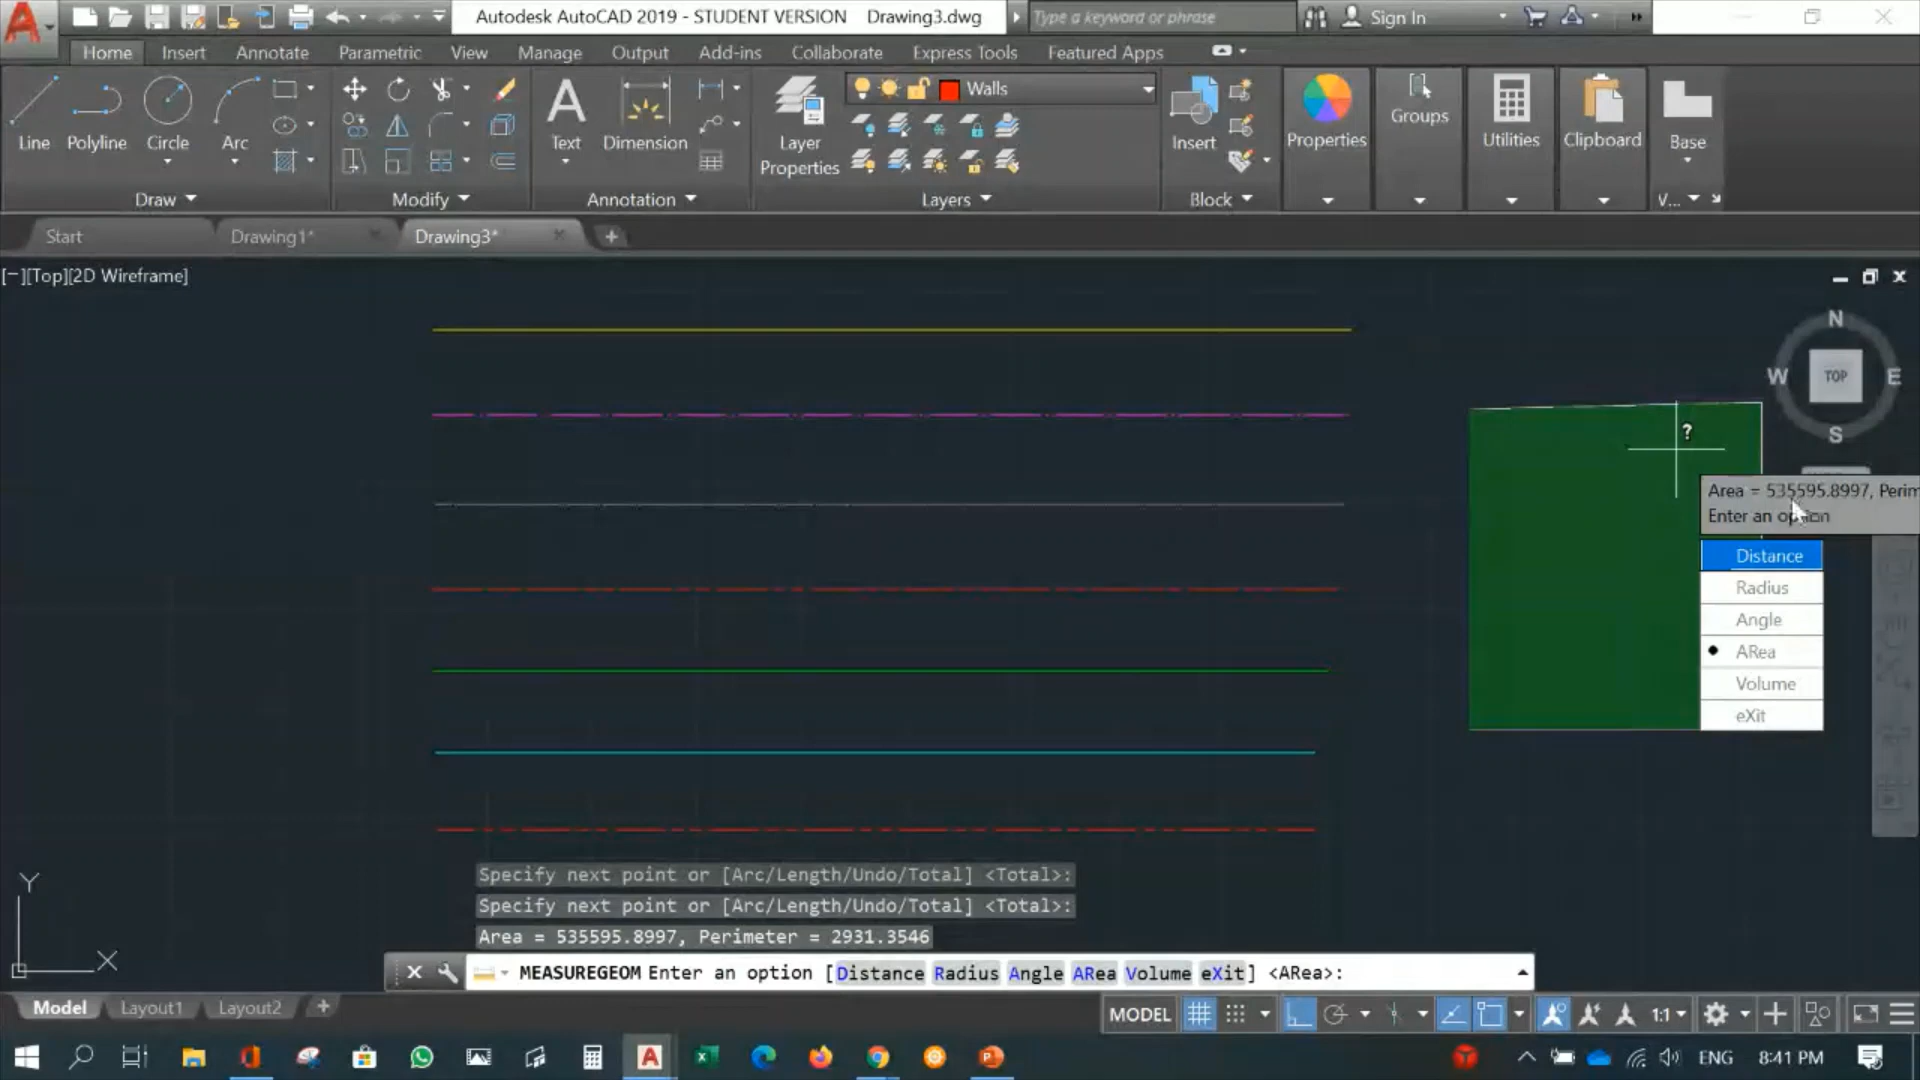 Autodesk AutoCAD 2019 - STUDENT VERSION Drawing3.dwg
Type a keyword or phrase
Sign In
Home Insert Annotate Parametric View Manage Output Add-ins Collaborate Express Tools Featured Apps
Line Polyline Circle Arc
Draw
Modify
Text Dimension
Annotation
Layer Properties
Walls
Layers
Insert
Block
Properties
Groups
Utilities
Clipboard
Base
V...
Start Drawing1* Drawing3*
[−][Top][2D Wireframe]
N
W TOP E
S
?
Area = 535595.8997, Perim
Enter an option
Distance
Radius
Angle
ARea
Volume
eXit
Specify next point or [Arc/Length/Undo/Total] <Total>:
Specify next point or [Arc/Length/Undo/Total] <Total>:
Area = 535595.8997, Perimeter = 2931.3546
MEASUREGEOM Enter an option [Distance Radius Angle ARea Volume eXit] <ARea>:
Y
X
Model Layout1 Layout2
MODEL 1:1
ENG 8:41 PM